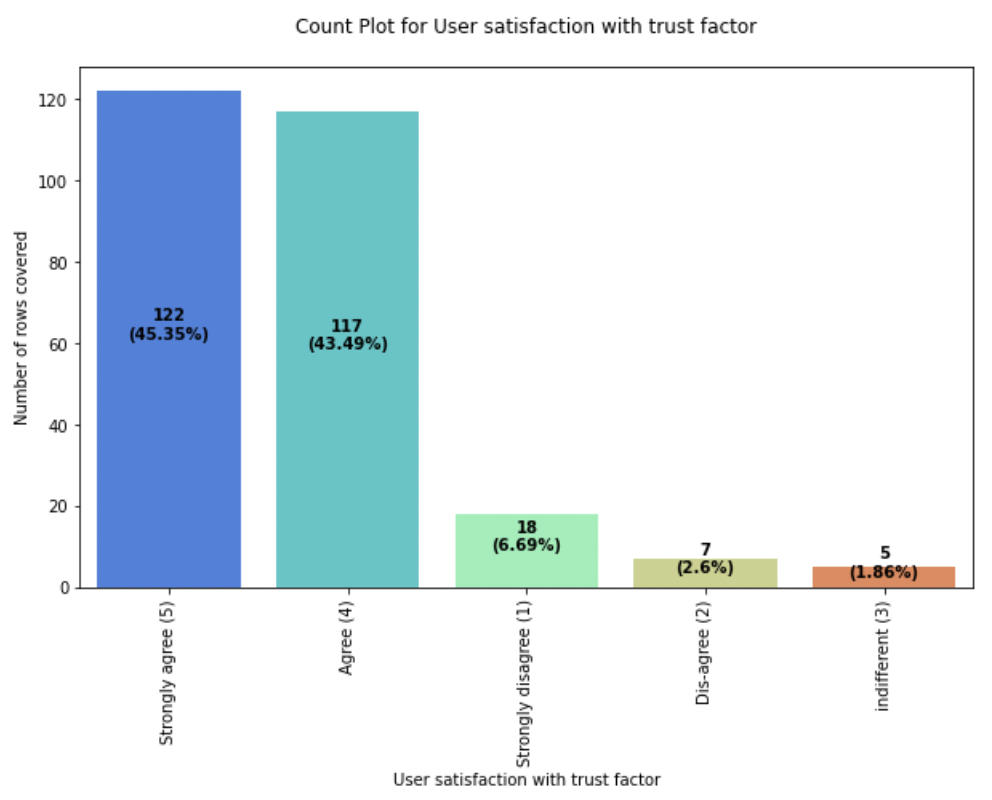 Count Plot for User satisfaction with trust factor
Number of rows covered
120
100
80
60
40
20
0
122
(45.35%)
117
(43.49%)
18
(6.69%)
7
(2.6%)
5
(1.86%)
Strongly agree (5)
Agree (4)
Strongly disagree (1)
Dis-agree (2)
indifferent (3)
User satisfaction with trust factor